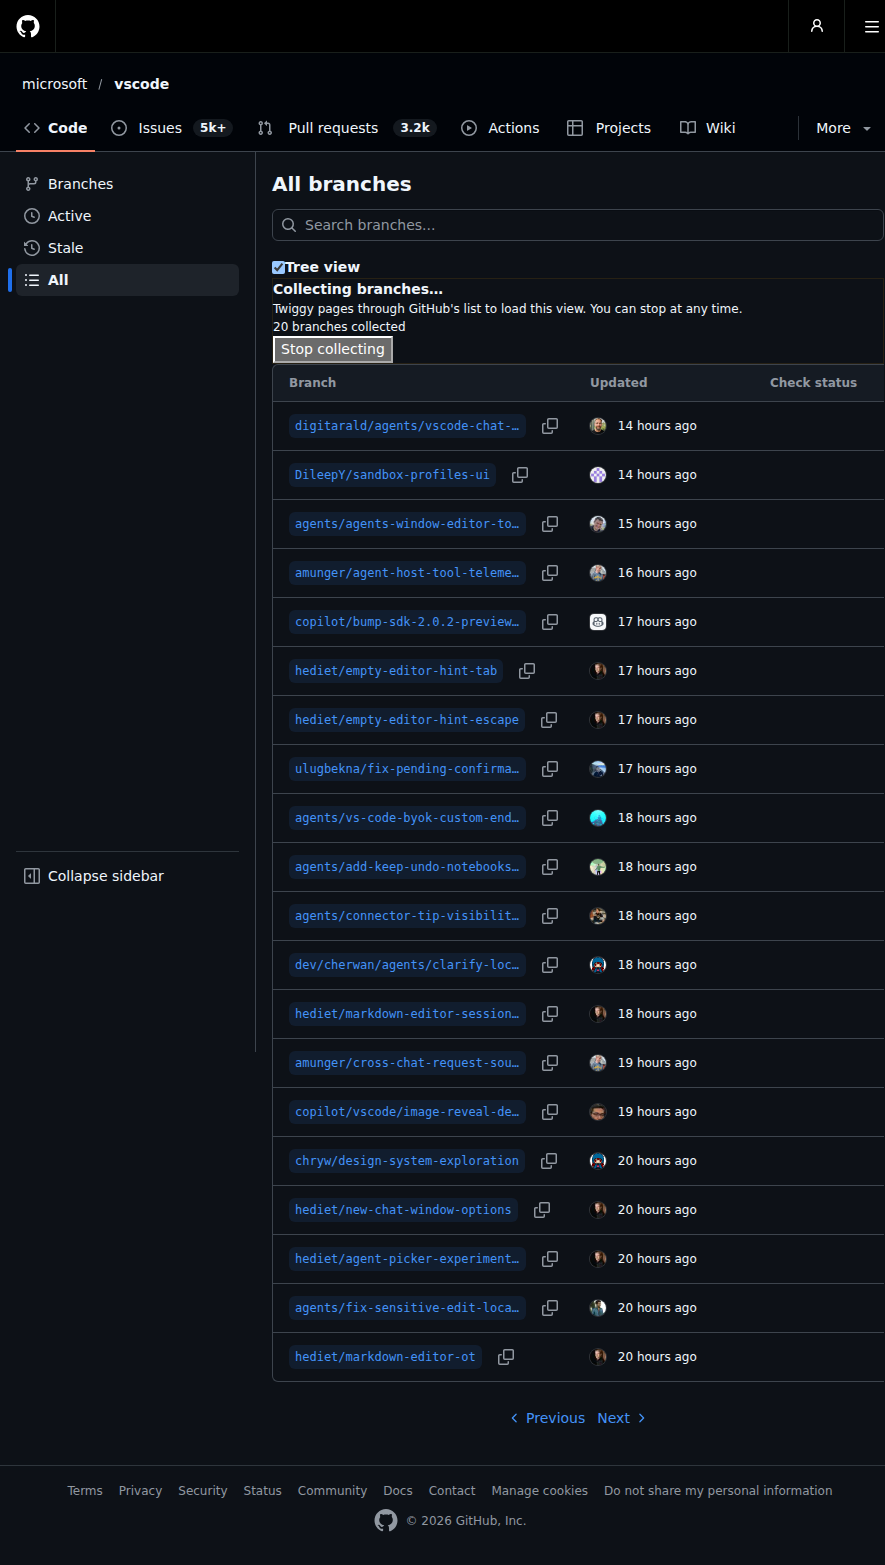 microsoft / vscode
Code Issues 5k+ Pull requests 3.2k Actions Projects Wiki More
Branches
Active
Stale
All
Collapse sidebar
All branches
Search branches...
Tree view
Collecting branches…
Twiggy pages through GitHub's list to load this view. You can stop at any time.
20 branches collected
Stop collecting
Branch Updated Check status
digitarald/agents/vscode-chat-… 14 hours ago
DileepY/sandbox-profiles-ui 14 hours ago
agents/agents-window-editor-to… 15 hours ago
amunger/agent-host-tool-teleme… 16 hours ago
copilot/bump-sdk-2.0.2-preview… 17 hours ago
hediet/empty-editor-hint-tab 17 hours ago
hediet/empty-editor-hint-escape 17 hours ago
ulugbekna/fix-pending-confirma… 17 hours ago
agents/vs-code-byok-custom-end… 18 hours ago
agents/add-keep-undo-notebooks… 18 hours ago
agents/connector-tip-visibilit… 18 hours ago
dev/cherwan/agents/clarify-loc… 18 hours ago
hediet/markdown-editor-session… 18 hours ago
amunger/cross-chat-request-sou… 19 hours ago
copilot/vscode/image-reveal-de… 19 hours ago
chryw/design-system-exploration 20 hours ago
hediet/new-chat-window-options 20 hours ago
hediet/agent-picker-experiment… 20 hours ago
agents/fix-sensitive-edit-loca… 20 hours ago
hediet/markdown-editor-ot 20 hours ago
Previous Next
Terms Privacy Security Status Community Docs Contact Manage cookies Do not share my personal information
© 2026 GitHub, Inc.